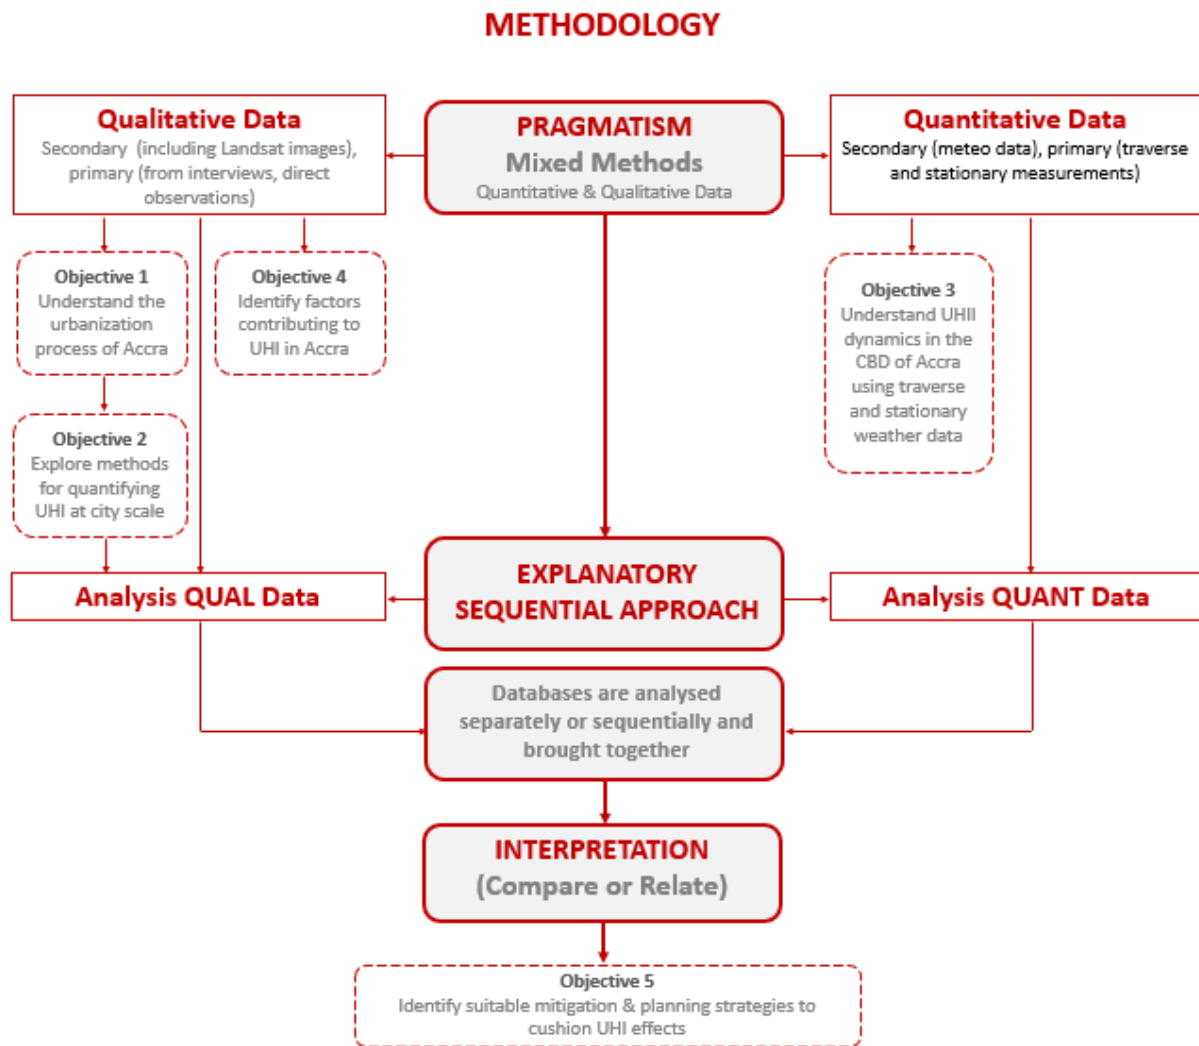 METHODOLOGY
Qualitative Data
Secondary (including Landsat images),
primary (from interviews, direct
observations)
PRAGMATISM
Mixed Methods
Quantitative & Qualitative Data
Quantitative Data
Secondary (meteo data), primary (traverse
and stationary measurements)
Objective 1
Understand the
urbanization
process of Accra
Objective 4
Identify factors
contributing to
UHI in Accra
Objective 3
Understand UHII
dynamics in the
CBD of Accra
using traverse
and stationary
weather data
Objective 2
Explore methods
for quantifying
UHI at city scale
Analysis QUAL Data
EXPLANATORY
SEQUENTIAL APPROACH
Analysis QUANT Data
Databases are analysed
separately or sequentially and
brought together
INTERPRETATION
(Compare or Relate)
Objective 5
Identify suitable mitigation & planning strategies to
cushion UHI effects